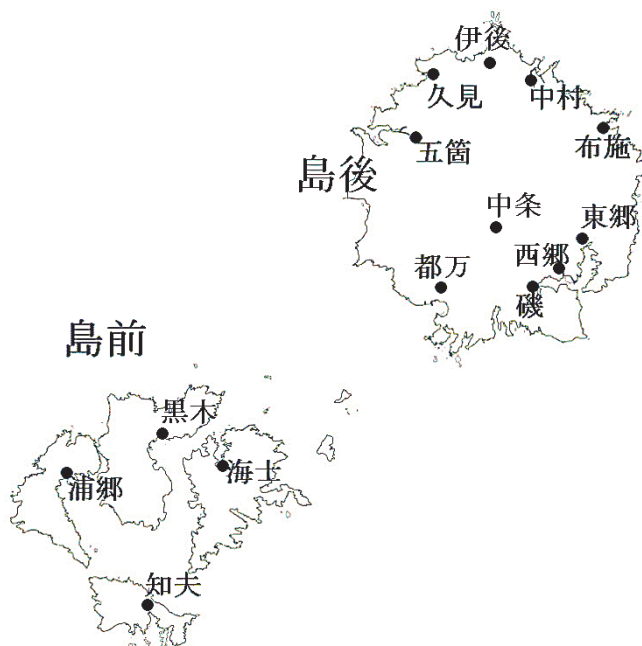 伊後
久見
中村
五箇
布施
島後
中条
東郷
西郷
都万
磯
島前
黒木
海士
浦郷
知夫